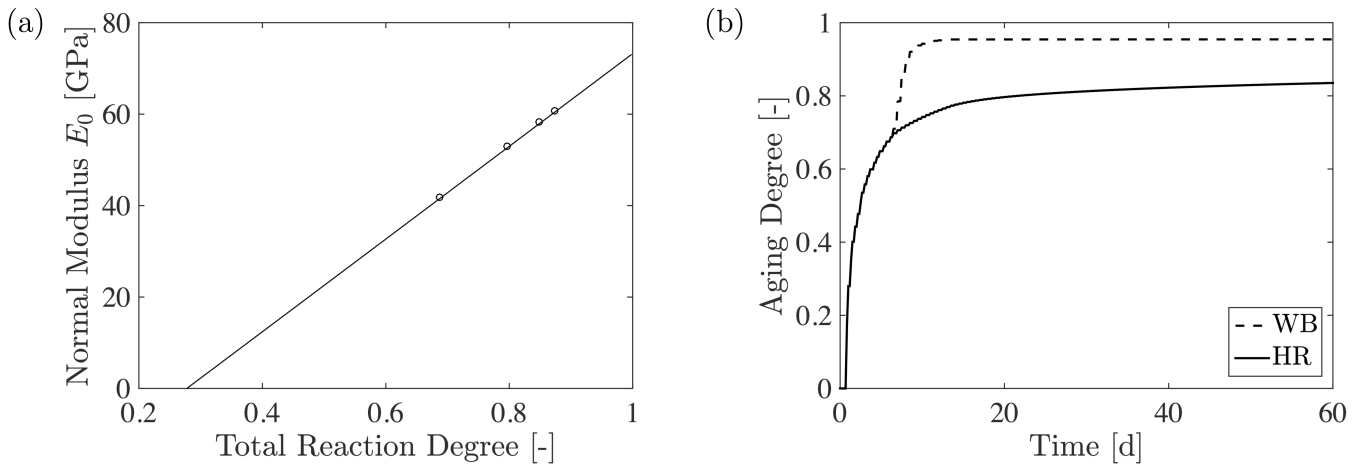 (a)
Normal Modulus E₀ [GPa]
80
60
40
20
0
0.2 0.4 0.6 0.8 1
Total Reaction Degree [-]
(b)
Aging Degree [-]
1
0.8
0.6
0.4
0.2
0
WB
HR
0 20 40 60
Time [d]